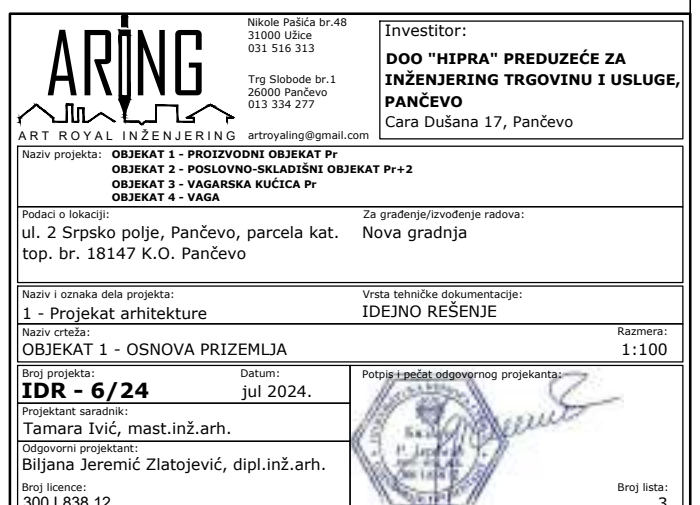 ARING
ART ROYAL INŽENJERING
Nikole Pašića br.48
31000 Užice
031 516 313
Trg Slobode br.1
26000 Pančevo
013 334 277
artroyaling@gmail.com
Investitor:
DOO "HIPRA" PREDUZEĆE ZA
INŽENJERING TRGOVINU I USLUGE,
PANČEVO
Cara Dušana 17, Pančevo
Naziv projekta: OBJEKAT 1 - PROIZVODNI OBJEKAT Pr
OBJEKAT 2 - POSLOVNO-SKLADIŠNI OBJEKAT Pr+2
OBJEKAT 3 - VAGARSKA KUĆICA Pr
OBJEKAT 4 - VAGA
Podaci o lokaciji:
ul. 2 Srpsko polje, Pančevo, parcela kat.
top. br. 18147 K.O. Pančevo
Za građenje/izvođenje radova:
Nova gradnja
Naziv i oznaka dela projekta:
1 - Projekat arhitekture
Vrsta tehničke dokumentacije:
IDEJNO REŠENJE
Naziv crteža:
OBJEKAT 1 - OSNOVA PRIZEMLJA
Razmera:
1:100
Broj projekta:
IDR - 6/24
Datum:
jul 2024.
Potpis i pečat odgovornog projekanta:
Projektant saradnik:
Tamara Ivić, mast.inž.arh.
Odgovorni projektant:
Biljana Jeremić Zlatojević, dipl.inž.arh.
Broj licence:
300 L838 12
Broj lista:
3